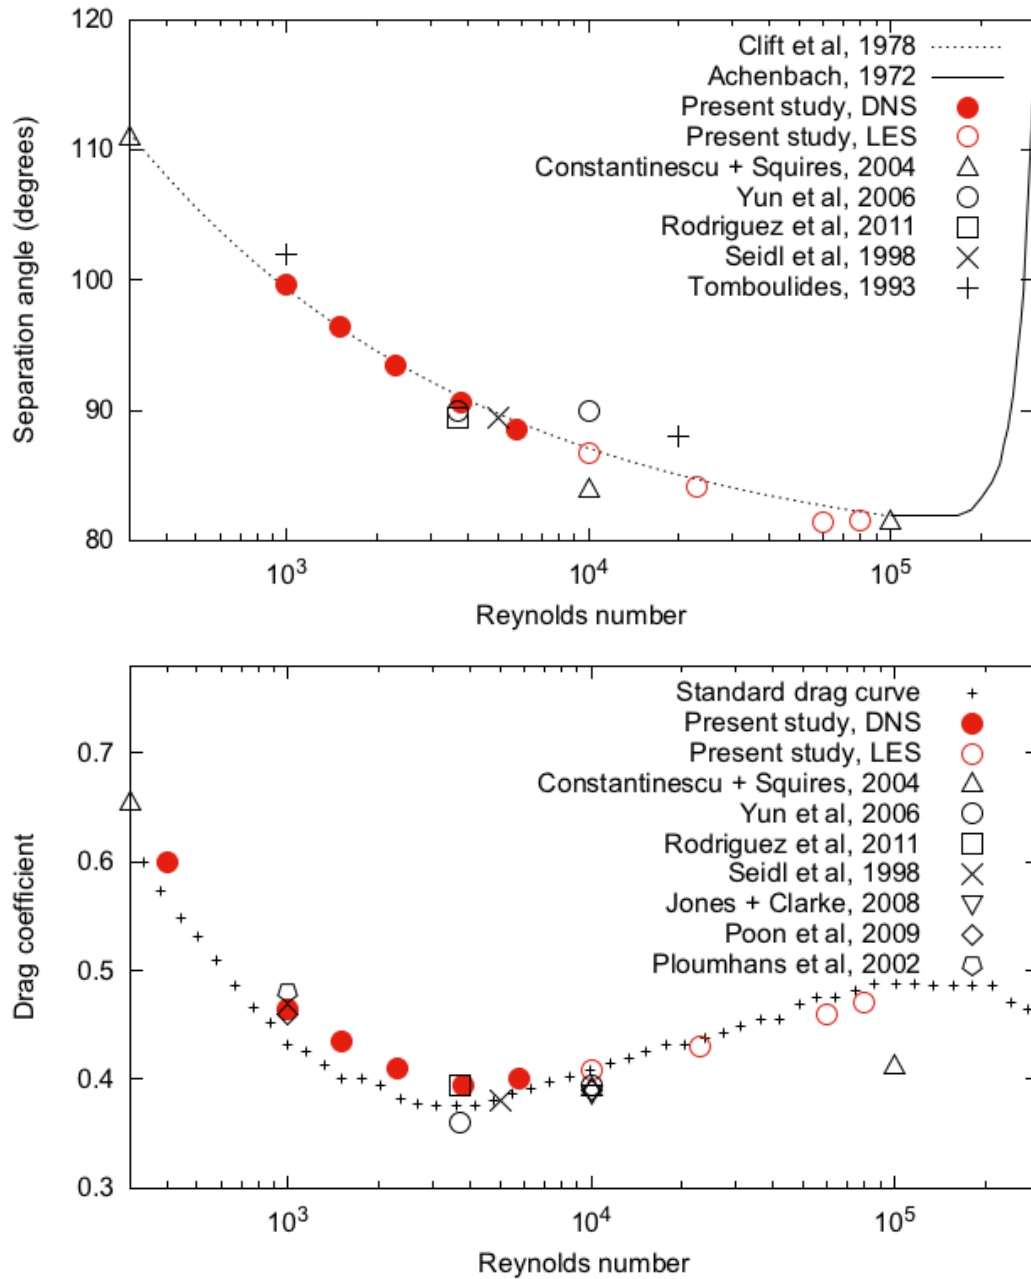 120
110
100
90
80
Separation angle (degrees)
Clift et al, 1978
Achenbach, 1972
Present study, DNS
Present study, LES
Constantinescu + Squires, 2004
Yun et al, 2006
Rodriguez et al, 2011
Seidl et al, 1998
Tomboulides, 1993
10³
10⁴
10⁵
Reynolds number
0.7
0.6
0.5
0.4
0.3
Drag coefficient
Standard drag curve
Present study, DNS
Present study, LES
Constantinescu + Squires, 2004
Yun et al, 2006
Rodriguez et al, 2011
Seidl et al, 1998
Jones + Clarke, 2008
Poon et al, 2009
Ploumhans et al, 2002
10³
10⁴
10⁵
Reynolds number